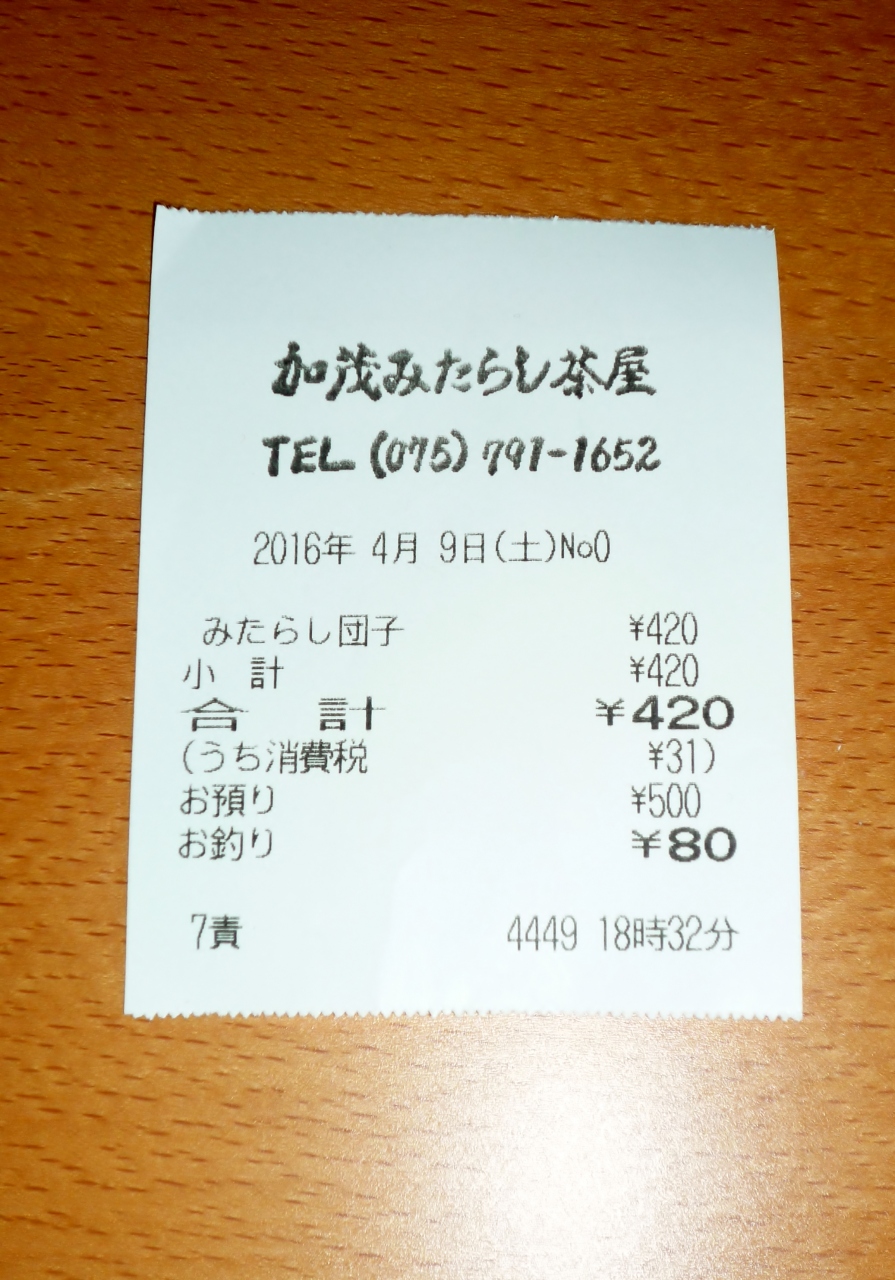 加茂みたらし茶屋
TEL (075) 791-1652
2016年 4月 9日(土)No0
みたらし団子 ¥420
小 計 ¥420
合 計 ¥420
(うち消費税 ¥31)
お預り ¥500
お釣り ¥80
7責 4449 18時32分